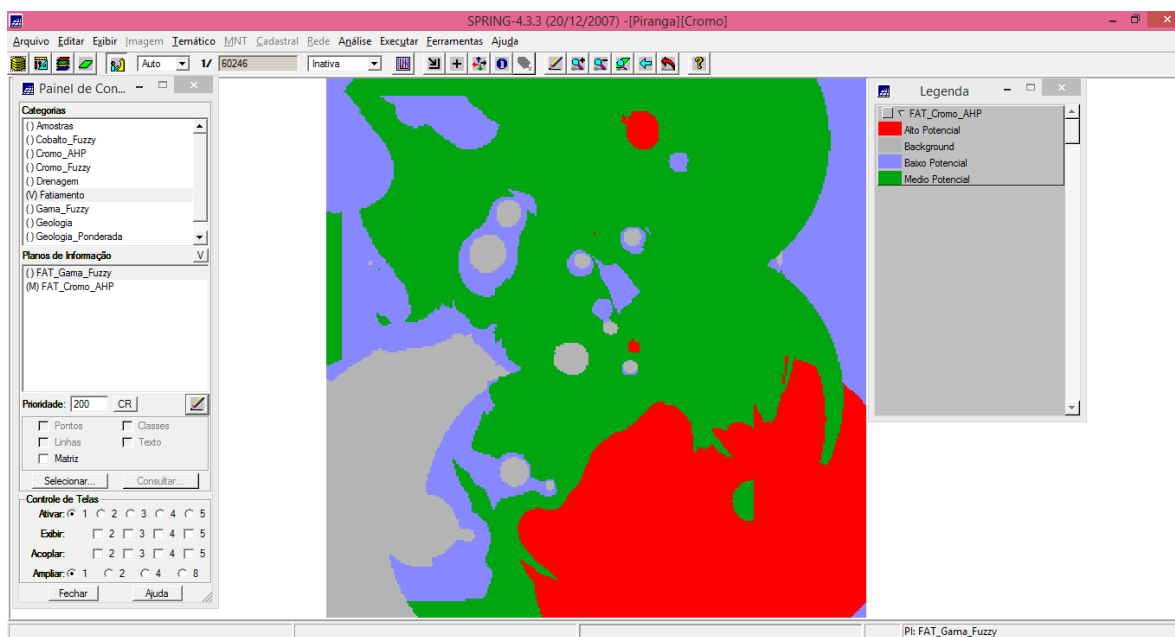 SPRING-4.3.3 (20/12/2007) -[Piranga][Cromo]
Arquivo Editar Exibir Imagem Temático MNT Cadastral Rede Análise Executar Ferramentas Ajuda
Auto 1/ 60246 Inativa
Painel de Con...
Categorias
() Amostras
() Cobalto_Fuzzy
() Cromo_AHP
() Cromo_Fuzzy
() Drenagem
(V) Fatiamento
() Gama_Fuzzy
() Geologia
() Geologia_Ponderada
Planos de Informação V
() FAT_Gama_Fuzzy
(M) FAT_Cromo_AHP
Prioridade: 200 CR
Pontos Classes
Linhas Texto
Matriz
Selecionar... Consultar...
Controle de Telas
Ativar: 1 2 3 4 5
Exibir: 2 3 4 5
Acoplar: 2 3 4 5
Ampliar: 1 2 4 8
Fechar Ajuda
Legenda
FAT_Cromo_AHP
Alto Potencial
Background
Baixo Potencial
Medio Potencial
PI: FAT_Gama_Fuzzy